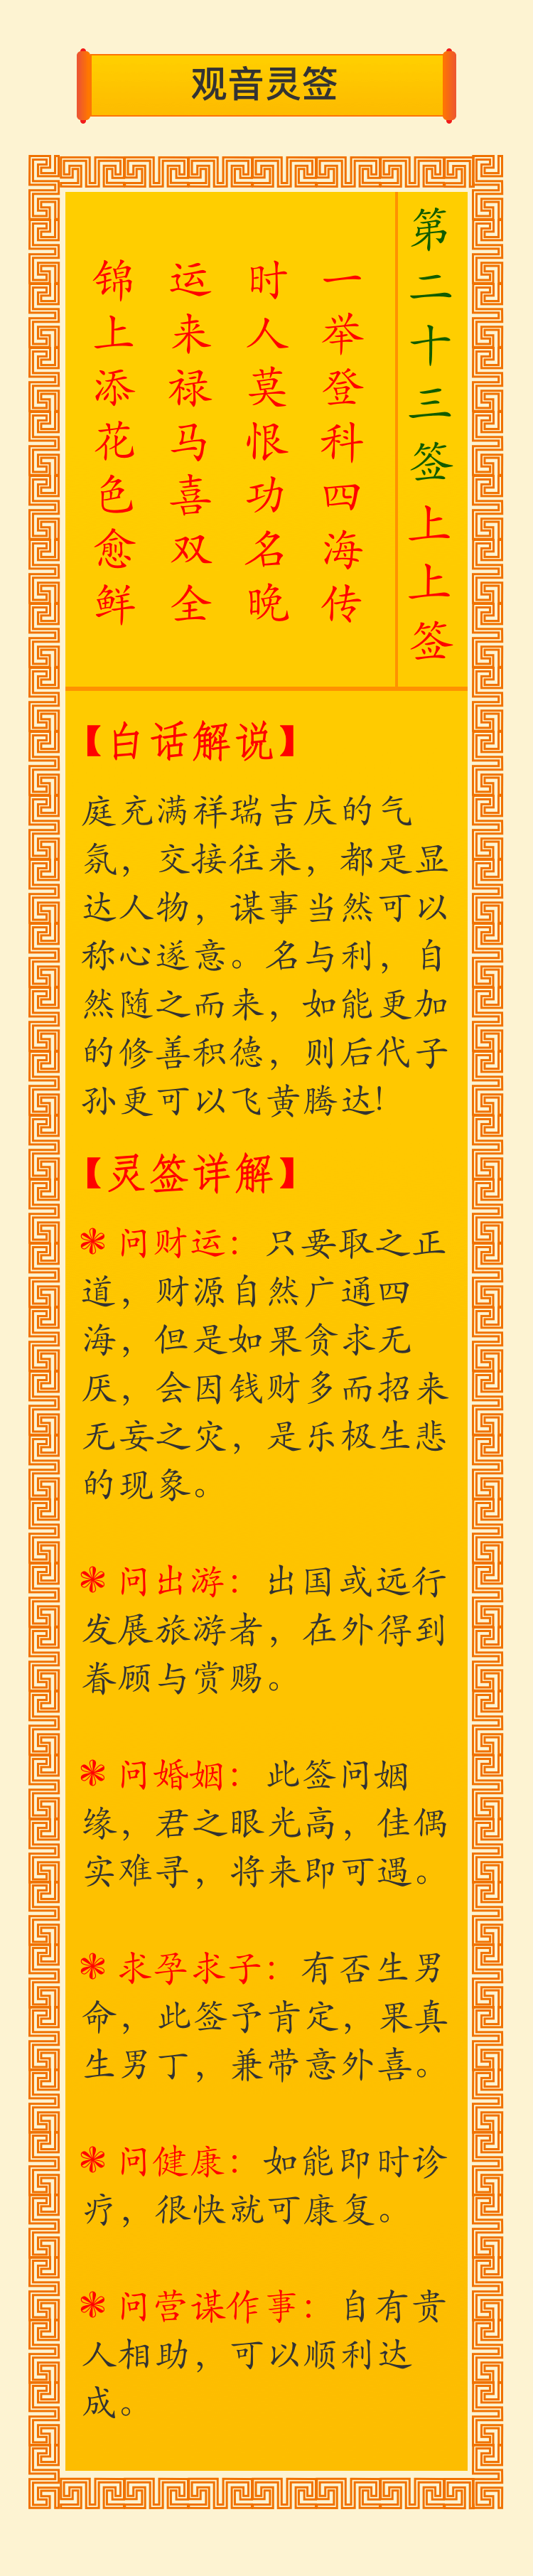 观音灵签
第二十三签上上签
一举登科四海传
时人莫恨功名晚
运来禄马喜双全
锦上添花色愈鲜
【白话解说】
庭充满祥瑞吉庆的气
氛，交接往来，都是显
达人物，谋事当然可以
称心遂意。名与利，自
然随之而来，如能更加
的修善积德，则后代子
孙更可以飞黄腾达!
【灵签详解】
❃ 问财运：只要取之正
道，财源自然广通四
海，但是如果贪求无
厌，会因钱财多而招来
无妄之灾，是乐极生悲
的现象。
❃ 问出游：出国或远行
发展旅游者，在外得到
眷顾与赏赐。
❃ 问婚姻：此签问姻
缘，君之眼光高，佳偶
实难寻，将来即可遇。
❃ 求孕求子：有否生男
命，此签予肯定，果真
生男丁，兼带意外喜。
❃ 问健康：如能即时诊
疗，很快就可康复。
❃ 问营谋作事：自有贵
人相助，可以顺利达
成。